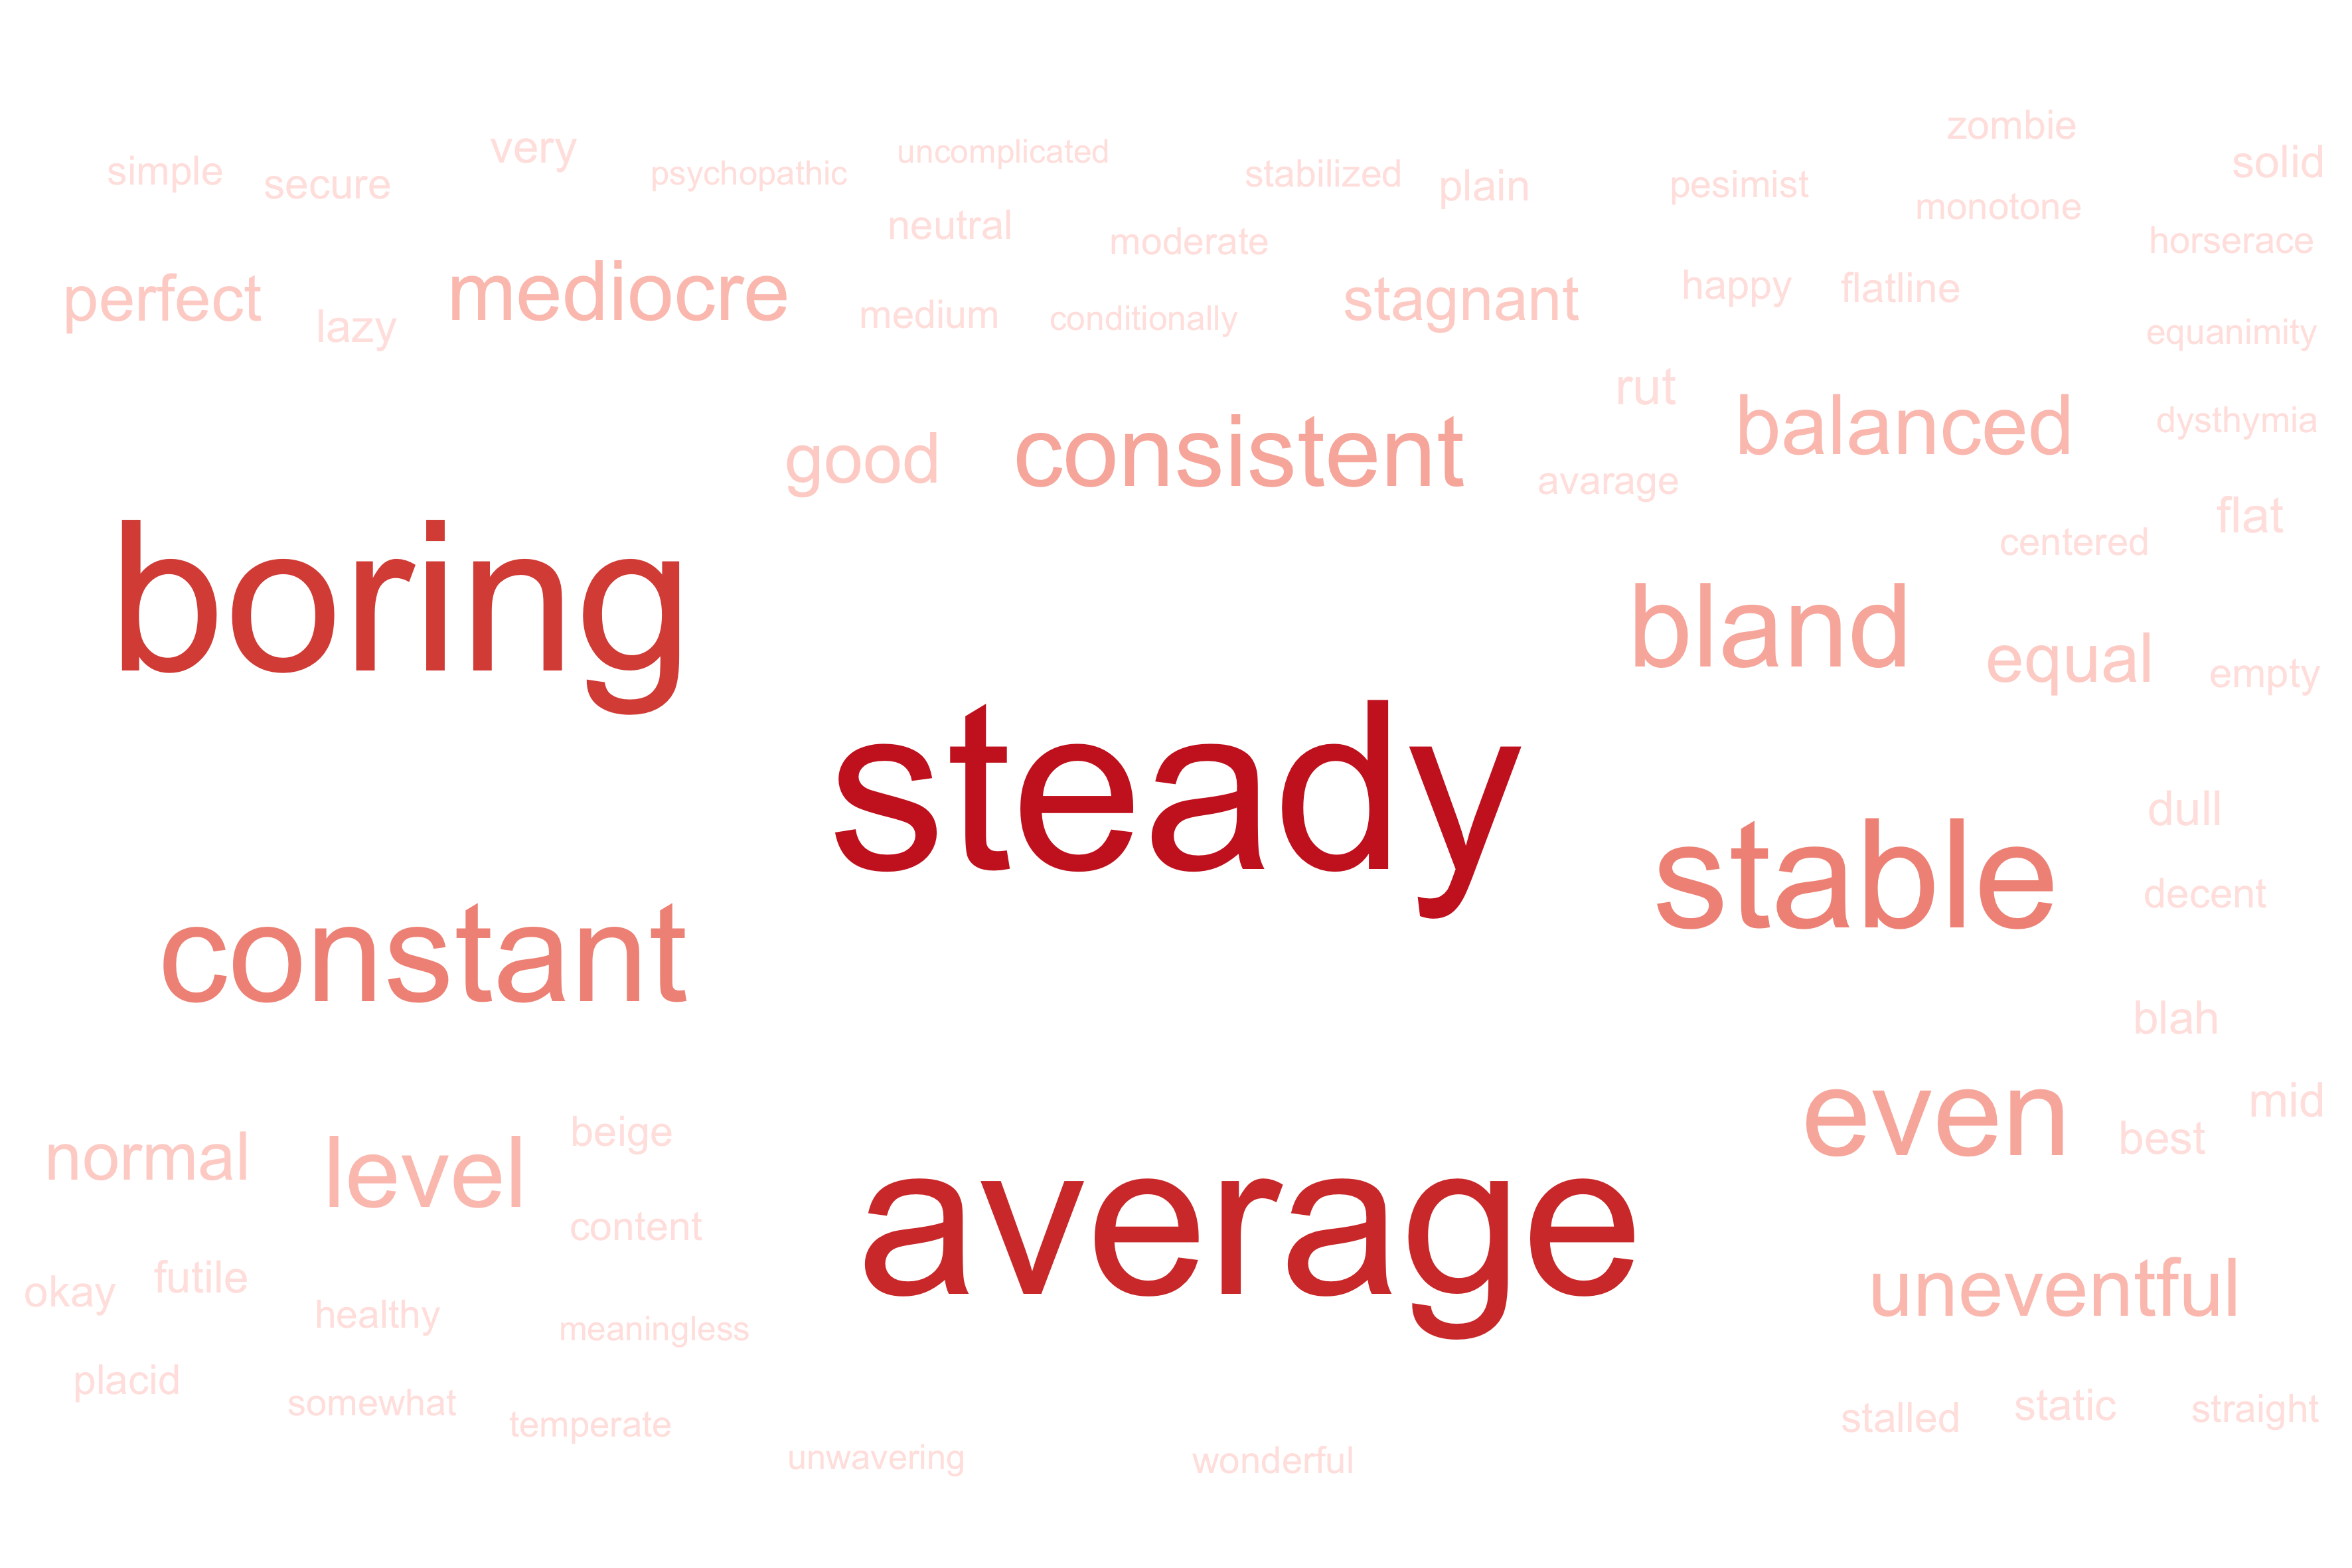 zombie
very
uncomplicated
solid
simple
secure
psychopathic
stabilized
plain
pesimist
monotone
neutral
moderate
horserace
perfect
mediocre
stagnant
happy
flatline
lazy
medium
conditionally
equanimity
rut
balanced
good
consistent
avarage
dysthymia
flat
centered
boring
bland
equal
empty
steady
stable
dull
decent
constant
blah
even
mid
best
normal
level
beige
content
average
okay
futile
healthy
meaningless
uneventful
placid
somewhat
temperate
stalled
static
straight
unwavering
wonderful